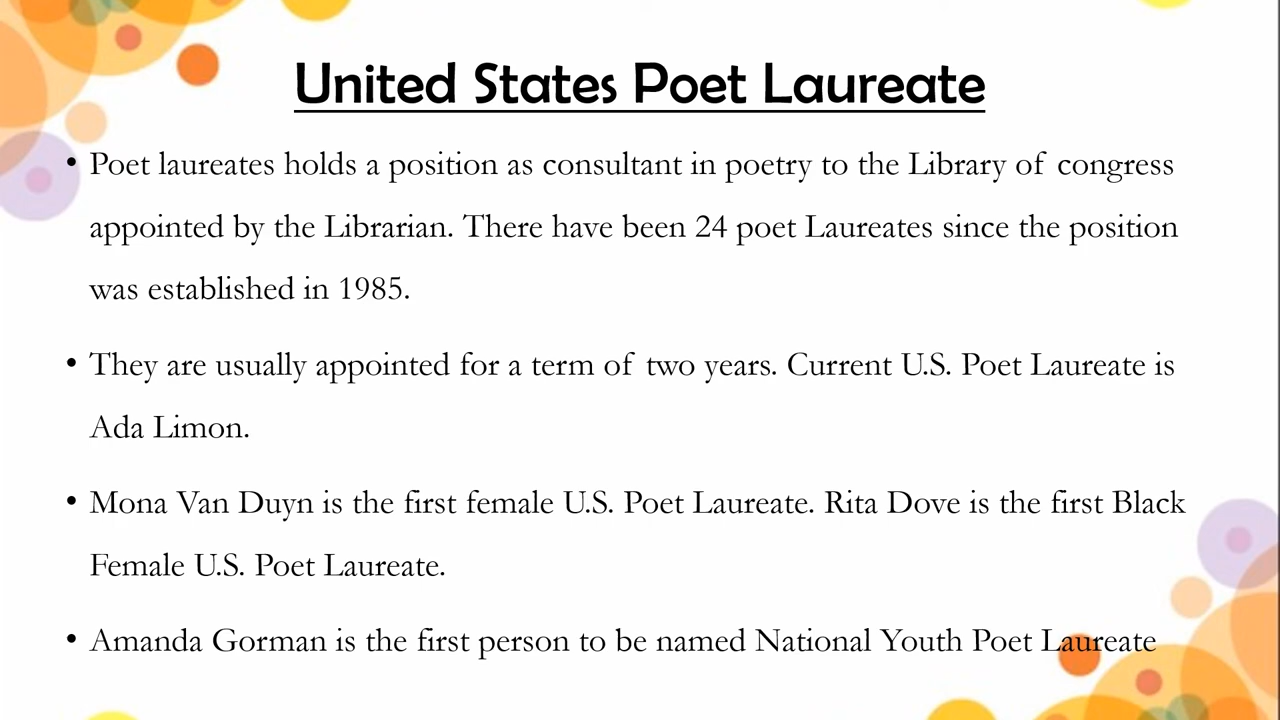 United States Poet Laureate
• Poet laureates holds a position as consultant in poetry to the Library of congress
appointed by the Librarian. There have been 24 poet Laureates since the position
was established in 1985.
• They are usually appointed for a term of two years. Current U.S. Poet Laureate is
Ada Limon.
• Mona Van Duyn is the first female U.S. Poet Laureate. Rita Dove is the first Black
Female U.S. Poet Laureate.
• Amanda Gorman is the first person to be named National Youth Poet Laureate